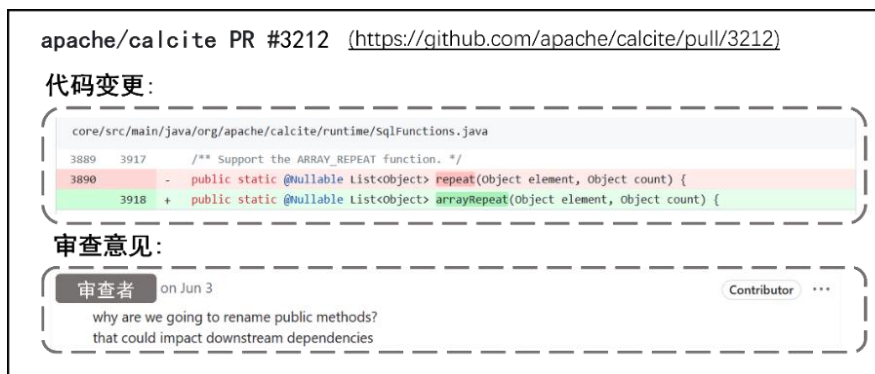 apache/calcite PR #3212 (https://github.com/apache/calcite/pull/3212)
代码变更:
core/src/main/java/org/apache/calcite/runtime/SqlFunctions.java
3889 3917 /** Support the ARRAY_REPEAT function. */
3890 - public static @Nullable List<Object> repeat(Object element, Object count) {
3918 + public static @Nullable List<Object> arrayRepeat(Object element, Object count) {
审查意见:
审查者 on Jun 3 Contributor ...
why are we going to rename public methods?
that could impact downstream dependencies